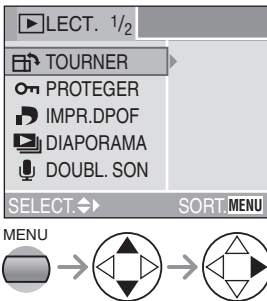 LECT. 1/2
TOURNER
PROTEGER
IMPR.DPOF
DIAPORAMA
DOUBL. SON
SELECT. SORT.MENU
MENU